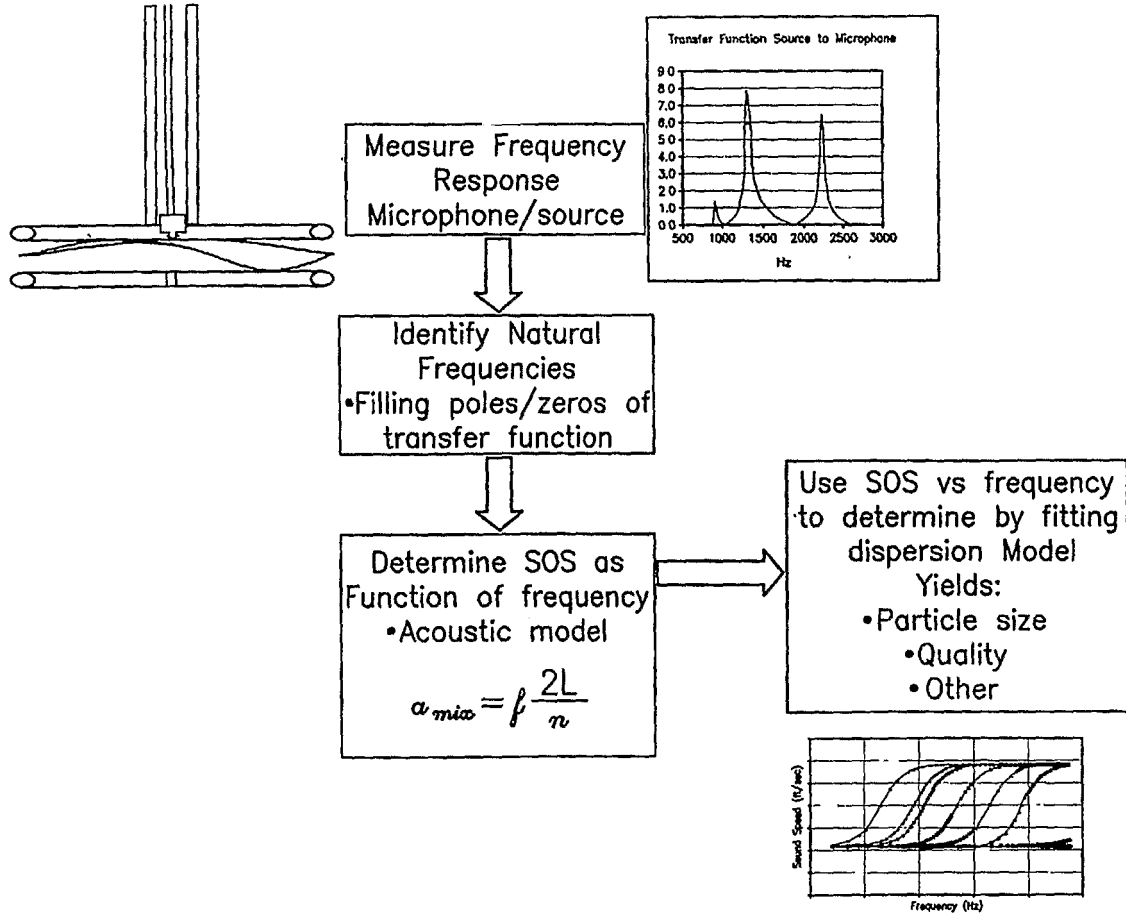 Transfer Function Source to Microphone
9.0
8.0
7.0
6.0
5.0
4.0
3.0
2.0
1.0
0.0
500 1000 1500 2000 2500 3000
Hz
Measure Frequency
Response
Microphone/source
Identify Natural
Frequencies
•Filling poles/zeros of
transfer function
Determine SOS as
Function of frequency
•Acoustic model
a mix = f 2L/n
Use SOS vs frequency
to determine by fitting
dispersion Model
Yields:
•Particle size
•Quality
•Other
Sound Speed (ft/sec)
Frequency (Hz)